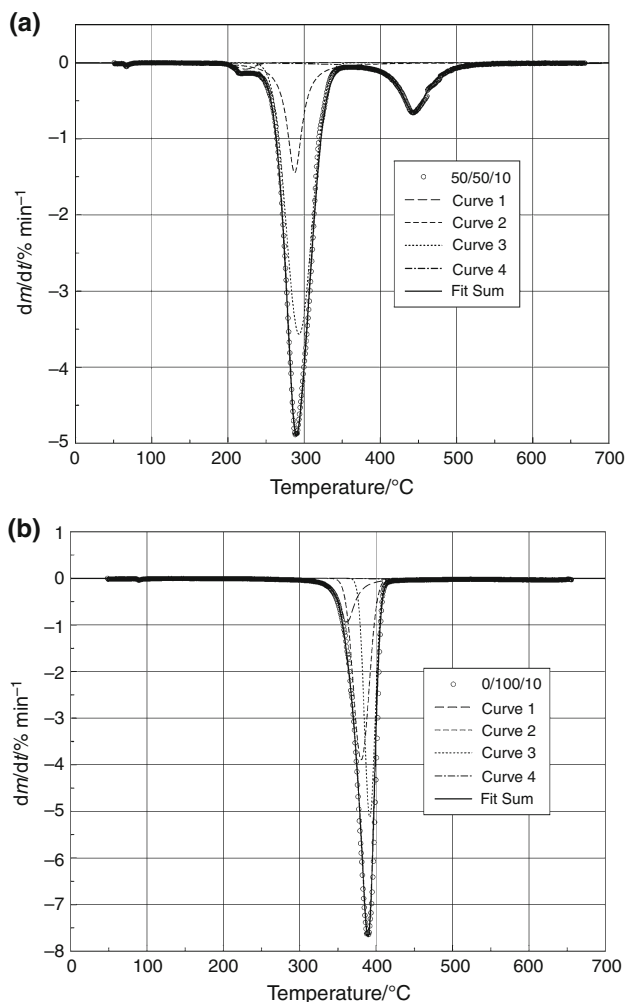 (a)
0
–1
–2
–3
–4
–5
dm/dt/% min⁻¹
50/50/10
Curve 1
Curve 2
Curve 3
Curve 4
Fit Sum
0 100 200 300 400 500 600 700
Temperature/°C
(b)
1
0
–1
–2
–3
–4
–5
–6
–7
–8
dm/dt/% min⁻¹
0/100/10
Curve 1
Curve 2
Curve 3
Curve 4
Fit Sum
0 100 200 300 400 500 600 700
Temperature/°C